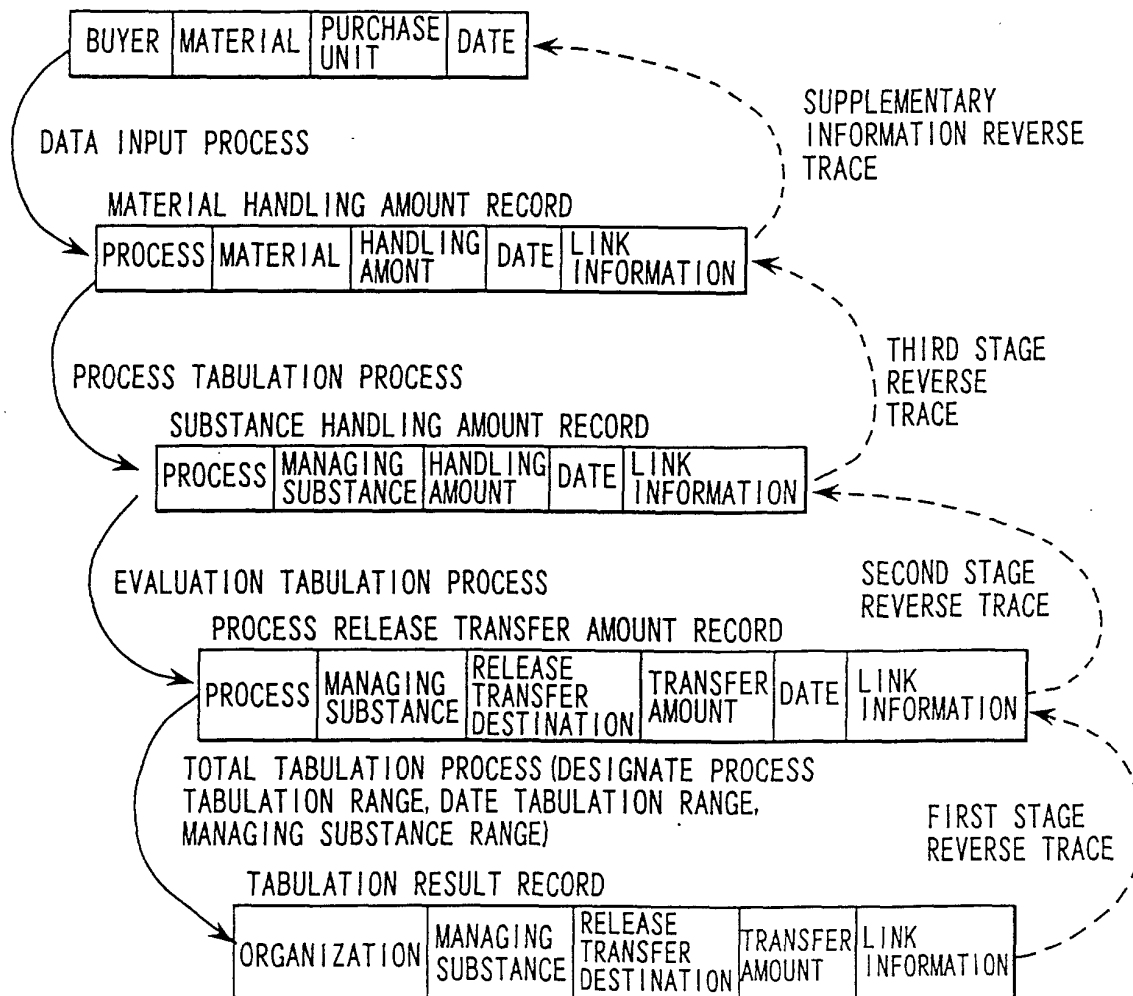 BUYER MATERIAL PURCHASE UNIT DATE
SUPPLEMENTARY
INFORMATION REVERSE
TRACE
DATA INPUT PROCESS
MATERIAL HANDLING AMOUNT RECORD
PROCESS MATERIAL HANDLING AMONT DATE LINK INFORMATION
THIRD STAGE
REVERSE
TRACE
PROCESS TABULATION PROCESS
SUBSTANCE HANDLING AMOUNT RECORD
PROCESS MANAGING SUBSTANCE HANDLING AMOUNT DATE LINK INFORMATION
SECOND STAGE
REVERSE TRACE
EVALUATION TABULATION PROCESS
PROCESS RELEASE TRANSFER AMOUNT RECORD
PROCESS MANAGING SUBSTANCE RELEASE TRANSFER DESTINATION TRANSFER AMOUNT DATE LINK INFORMATION
TOTAL TABULATION PROCESS (DESIGNATE PROCESS
TABULATION RANGE, DATE TABULATION RANGE,
MANAGING SUBSTANCE RANGE)
FIRST STAGE
REVERSE TRACE
TABULATION RESULT RECORD
ORGANIZATION MANAGING SUBSTANCE RELEASE TRANSFER DESTINATION TRANSFER AMOUNT LINK INFORMATION